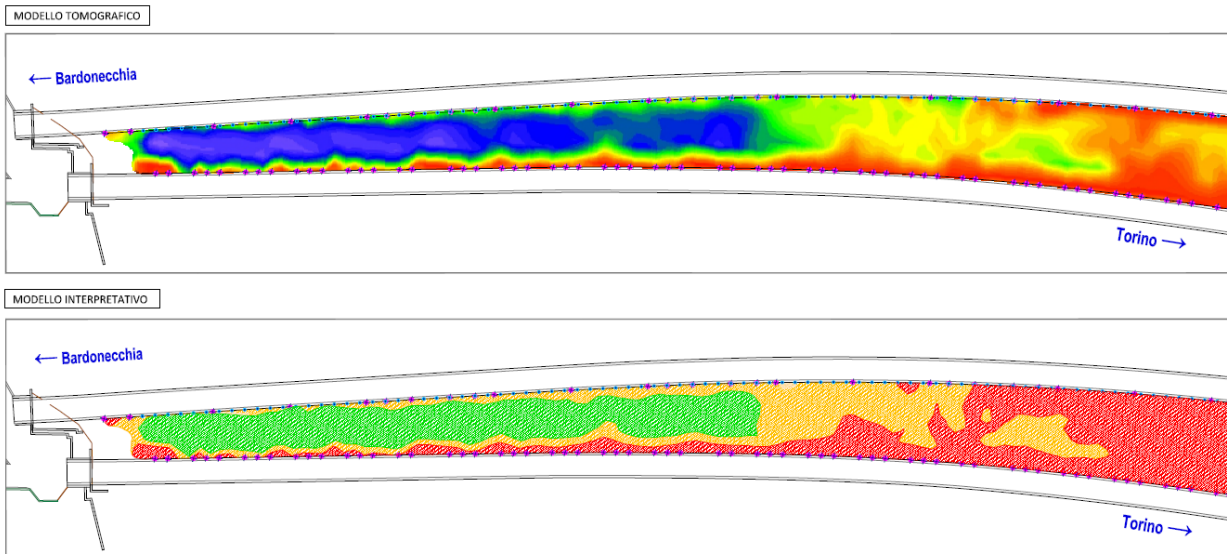 MODELLO TOMOGRAFICO
← Bardonecchia
Torino →
MODELLO INTERPRETATIVO
← Bardonecchia
Torino →